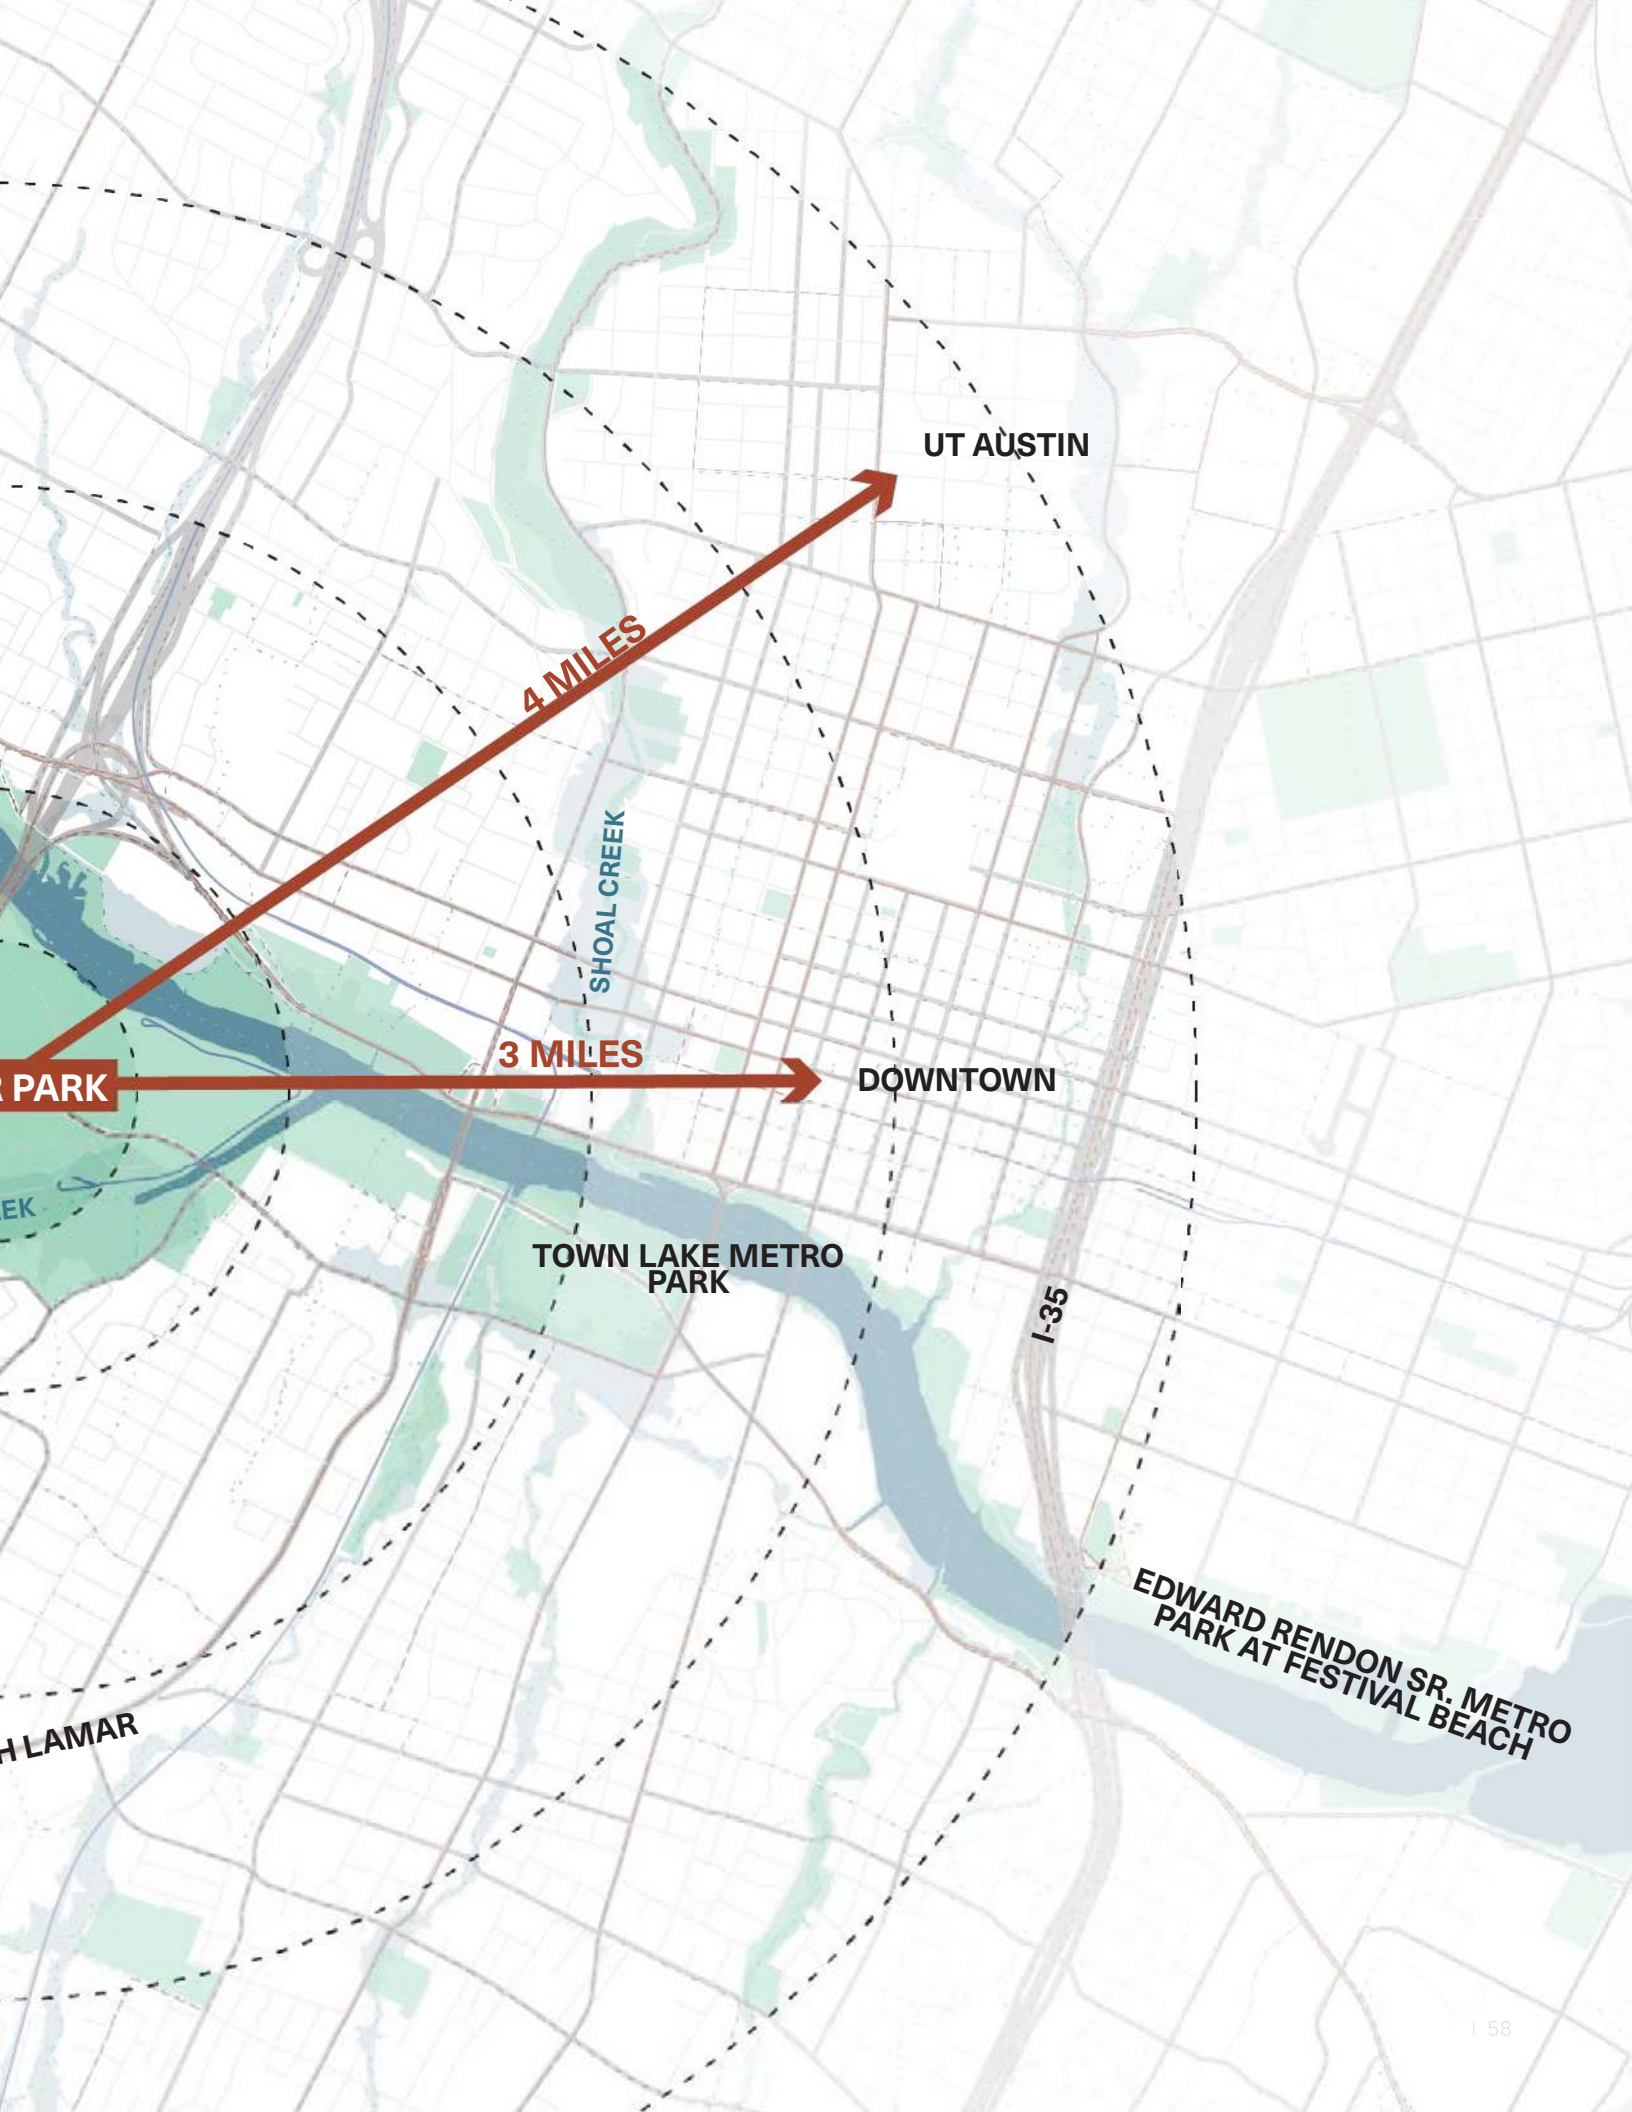 UT AUSTIN
4 MILES
SHOAL CREEK
3 MILES
R PARK
DOWNTOWN
EEK
TOWN LAKE METRO
PARK
I-35
EDWARD RENDON SR. METRO
PARK AT FESTIVAL BEACH
H LAMAR
| 58